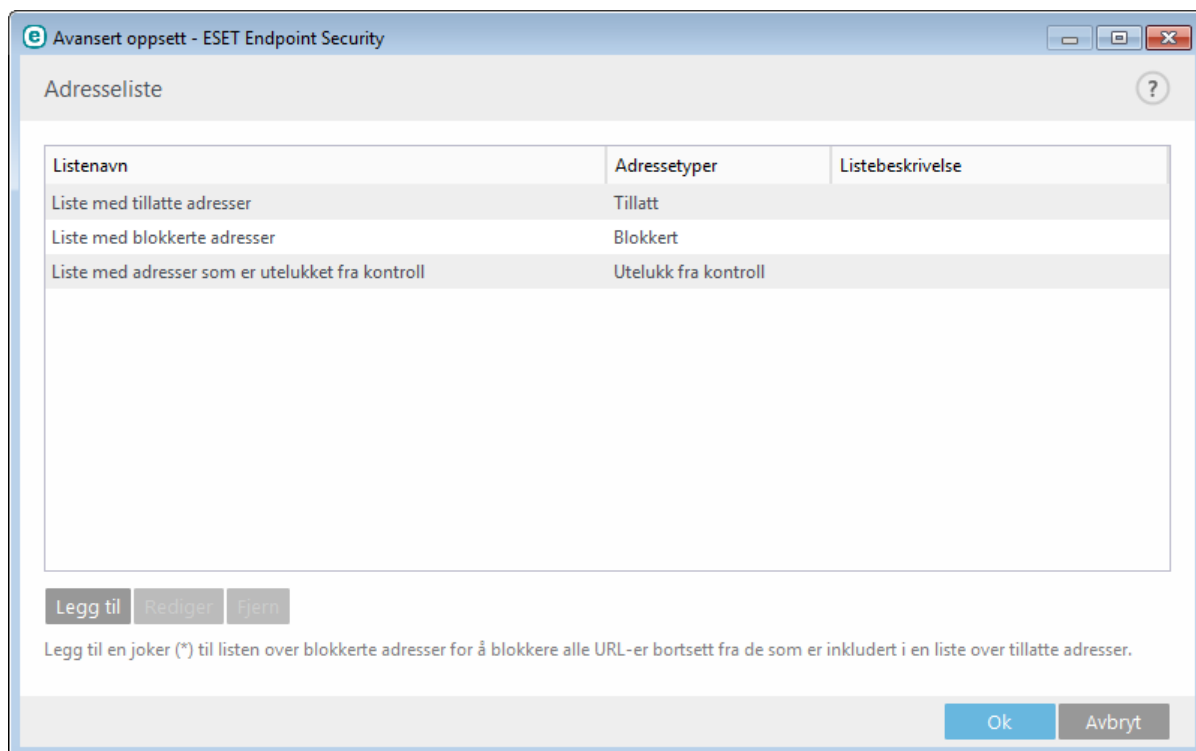 Avansert oppsett - ESET Endpoint Security
Adresseliste
?
Listenavn Adressetyper Listebeskrivelse
Liste med tillatte adresser Tillatt
Liste med blokkerte adresser Blokkert
Liste med adresser som er utelukket fra kontroll Utelukk fra kontroll
Legg til Rediger Fjern
Legg til en joker (*) til listen over blokkerte adresser for å blokkere alle URL-er bortsett fra de som er inkludert i en liste over tillatte adresser.
Ok Avbryt